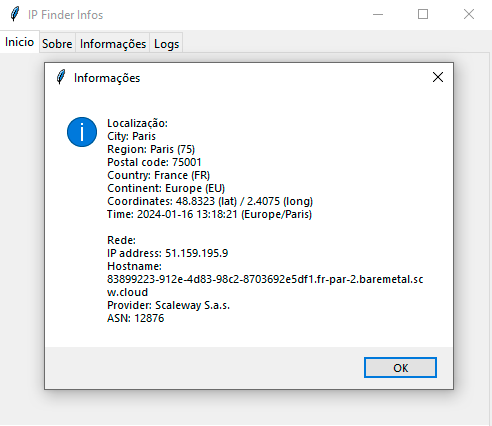 IP Finder Infos
Inicio Sobre Informações Logs
Informações
Localização:
City: Paris
Region: Paris (75)
Postal code: 75001
Country: France (FR)
Continent: Europe (EU)
Coordinates: 48.8323 (lat) / 2.4075 (long)
Time: 2024-01-16 13:18:21 (Europe/Paris)
Rede:
IP address: 51.159.195.9
Hostname:
83899223-912e-4d83-98c2-8703692e5df1.fr-par-2.baremetal.sc
w.cloud
Provider: Scaleway S.a.s.
ASN: 12876
OK